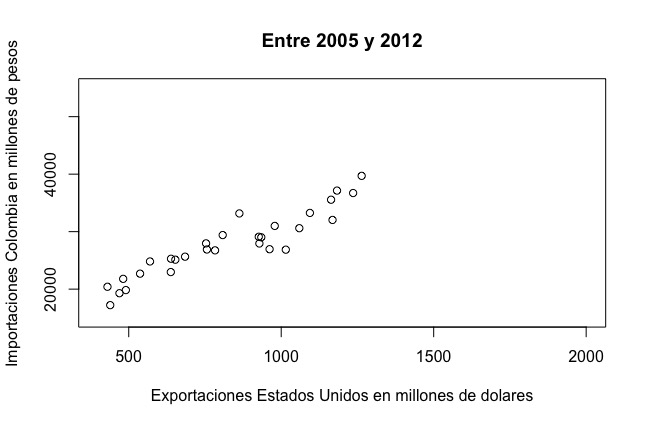 Entre 2005 y 2012
Importaciones Colombia en millones de pesos
40000
20000
500 1000 1500 2000
Exportaciones Estados Unidos en millones de dolares